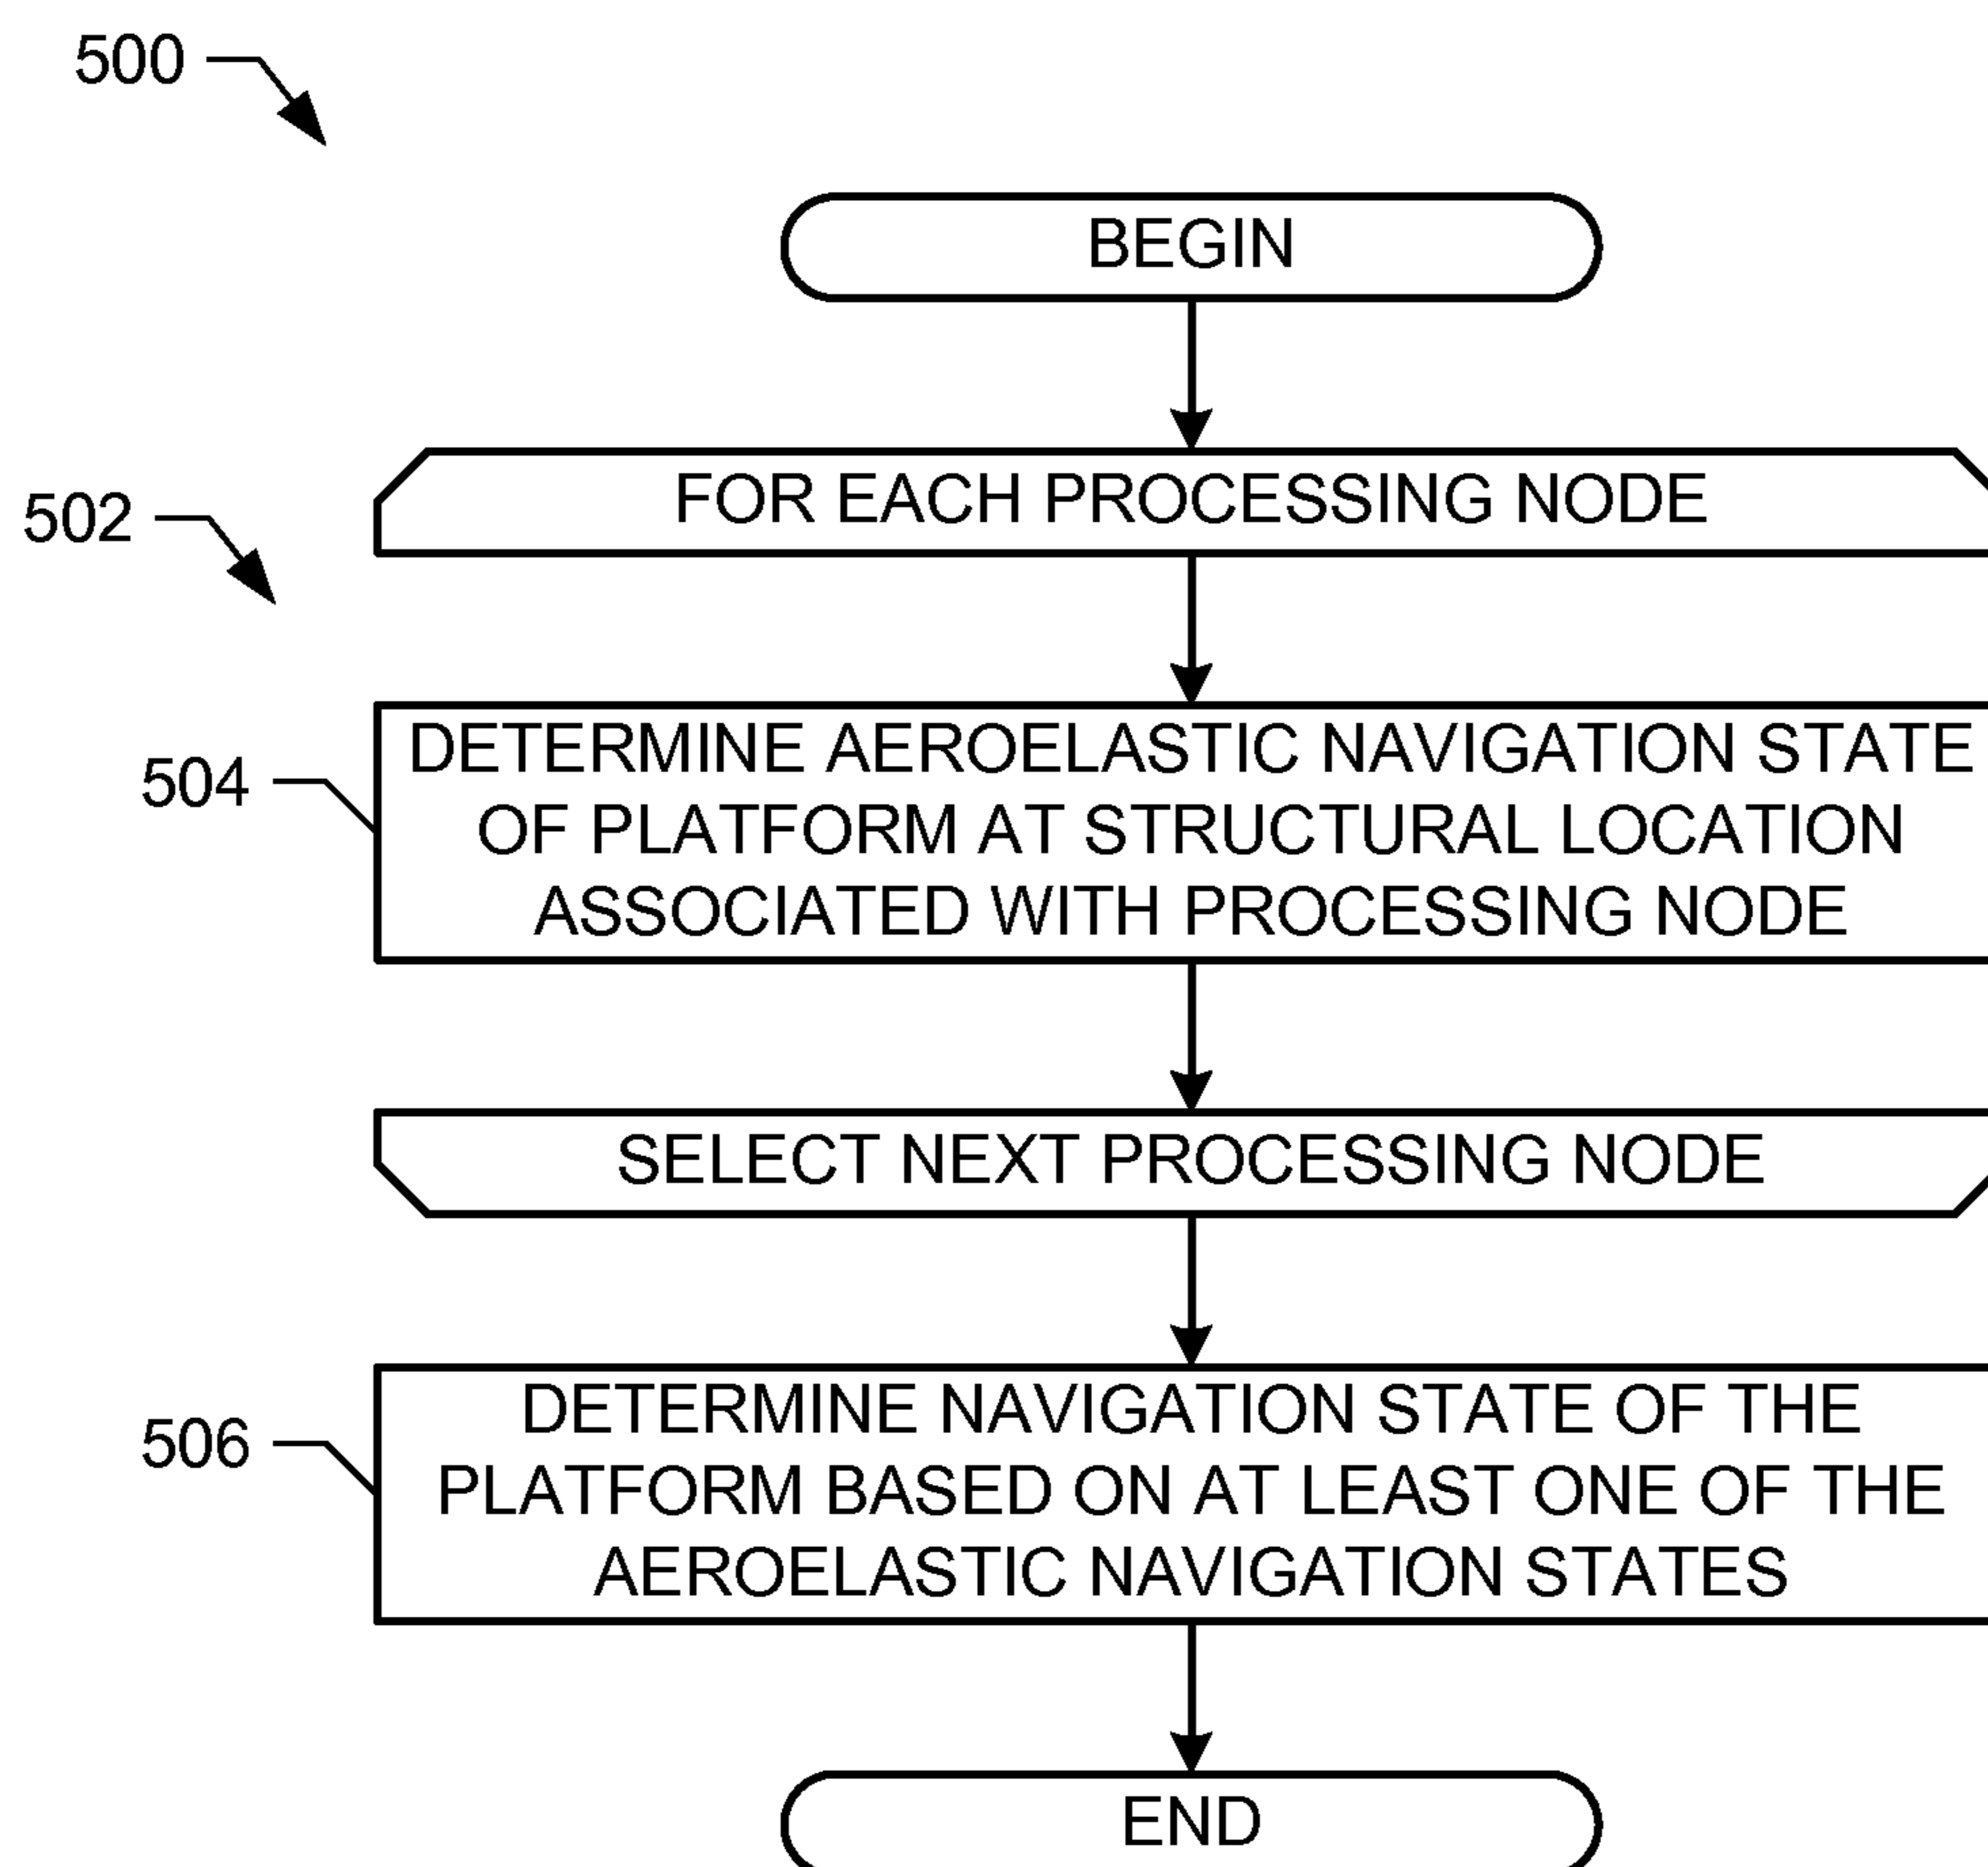 500
BEGIN
502
FOR EACH PROCESSING NODE
504
DETERMINE AEROELASTIC NAVIGATION STATE
OF PLATFORM AT STRUCTURAL LOCATION
ASSOCIATED WITH PROCESSING NODE
SELECT NEXT PROCESSING NODE
506
DETERMINE NAVIGATION STATE OF THE
PLATFORM BASED ON AT LEAST ONE OF THE
AEROELASTIC NAVIGATION STATES
END